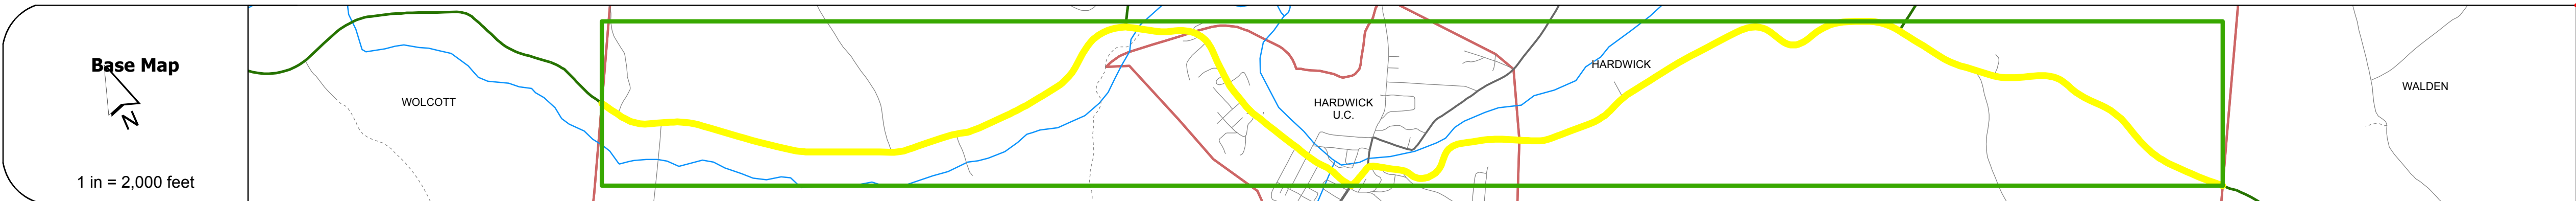 Base Map
N
1 in = 2,000 feet
WOLCOTT
HARDWICK
U.C.
HARDWICK
WALDEN